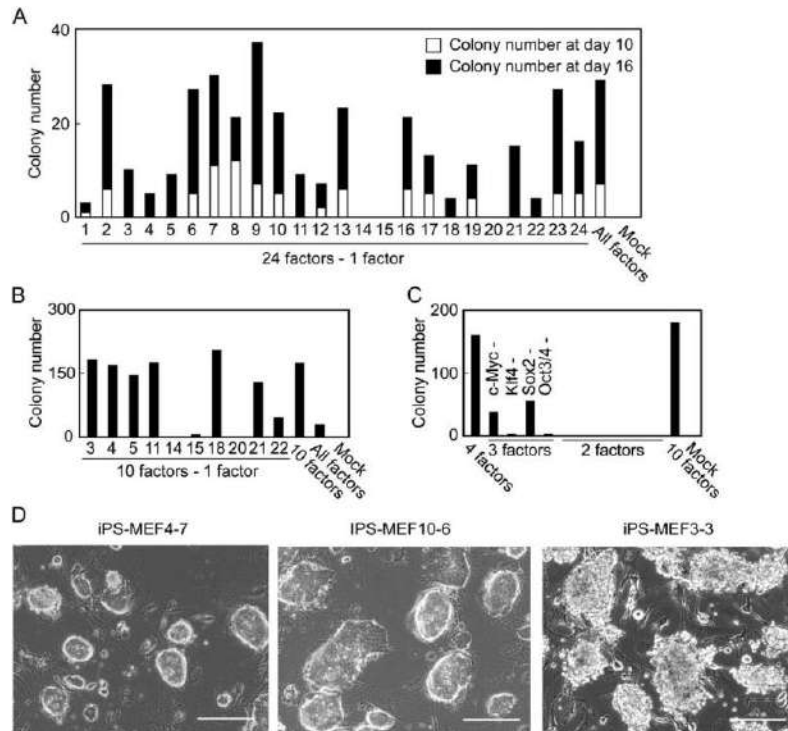 A
40
20
0
Colony number
Colony number at day 10
Colony number at day 16
1 2 3 4 5 6 7 8 9 10 11 12 13 14 15 16 17 18 19 20 21 22 23 24 All factors Mock
24 factors - 1 factor
B
300
150
0
Colony number
3 4 5 11 14 15 18 20 21 22 10 factors All factors Mock
10 factors - 1 factor
C
200
100
0
Colony number
c-Myc -
Klf4 -
Sox2 -
Oct3/4 -
4 factors 3 factors 2 factors 10 factors Mock
D
iPS-MEF4-7 IPS-MEF10-6 iPS-MEF3-3